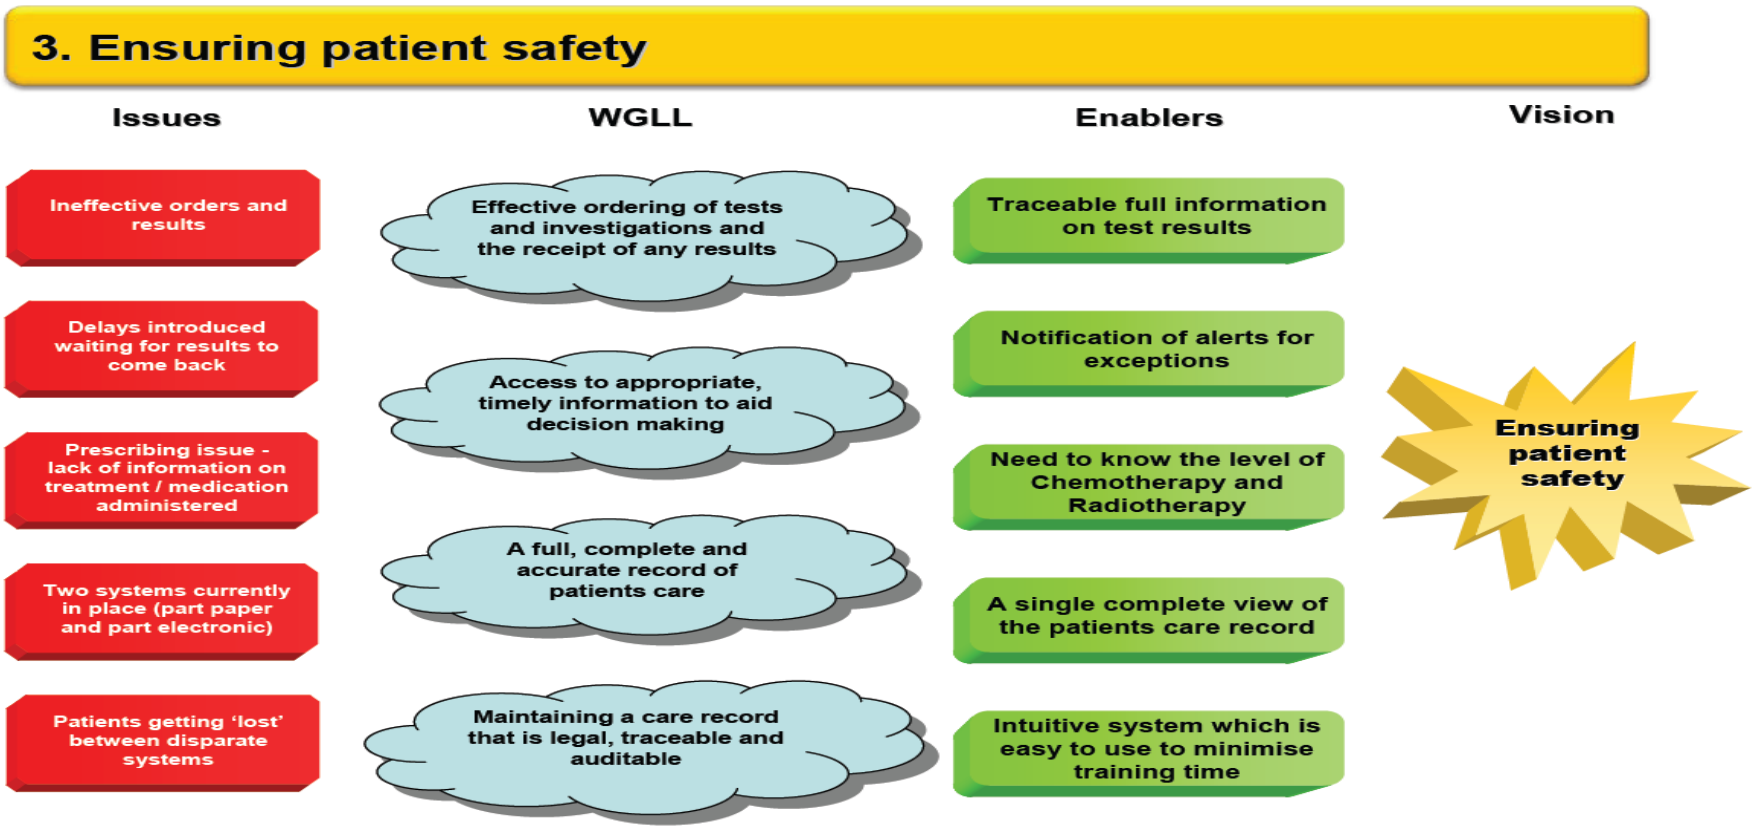 3. Ensuring patient safety
Issues
WGLL
Enablers
Vision
Ineffective orders and
results
Delays introduced
waiting for results to
come back
Prescribing issue -
lack of information on
treatment / medication
administered
Two systems currently
in place (part paper
and part electronic)
Patients getting ‘lost’
between disparate
systems
Effective ordering of tests
and investigations and
the receipt of any results
Access to appropriate,
timely information to aid
decision making
A full, complete and
accurate record of
patients care
Maintaining a care record
that is legal, traceable and
auditable
Traceable full information
on test results
Notification of alerts for
exceptions
Need to know the level of
Chemotherapy and
Radiotherapy
A single complete view of
the patients care record
Intuitive system which is
easy to use to minimise
training time
Ensuring
patient
safety